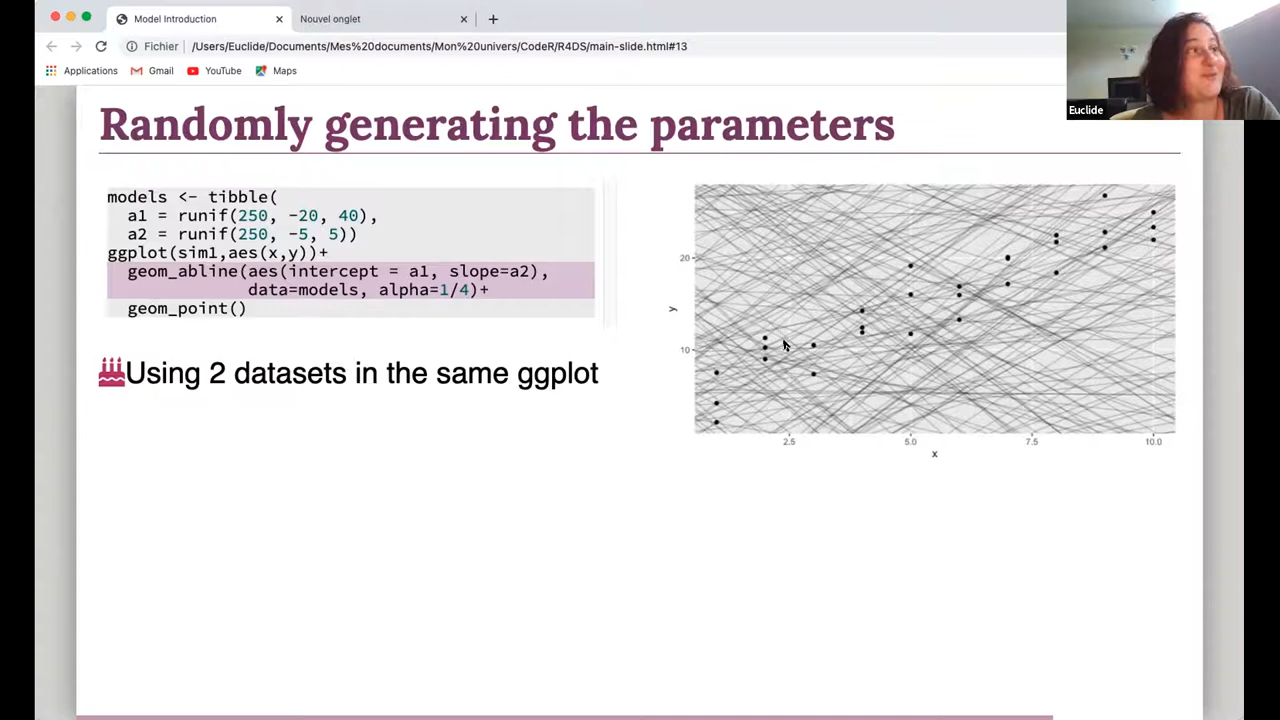 Model Introduction
Nouvel onglet
Fichier
/Users/Euclide/Documents/Mes%20documents/Mon%20univers/CodeR/R4DS/main-slide.html#13
Applications
Gmail
YouTube
Maps
Euclide
Randomly generating the parameters
models <- tibble(
a1 = runif(250, -20, 40),
a2 = runif(250, -5, 5))
ggplot(sim1,aes(x,y))+
geom_abline(aes(intercept = a1, slope=a2),
data=models, alpha=1/4)+
geom_point()
Using 2 datasets in the same ggplot
20
y
10
2.5
5.0
7.5
10.0
x